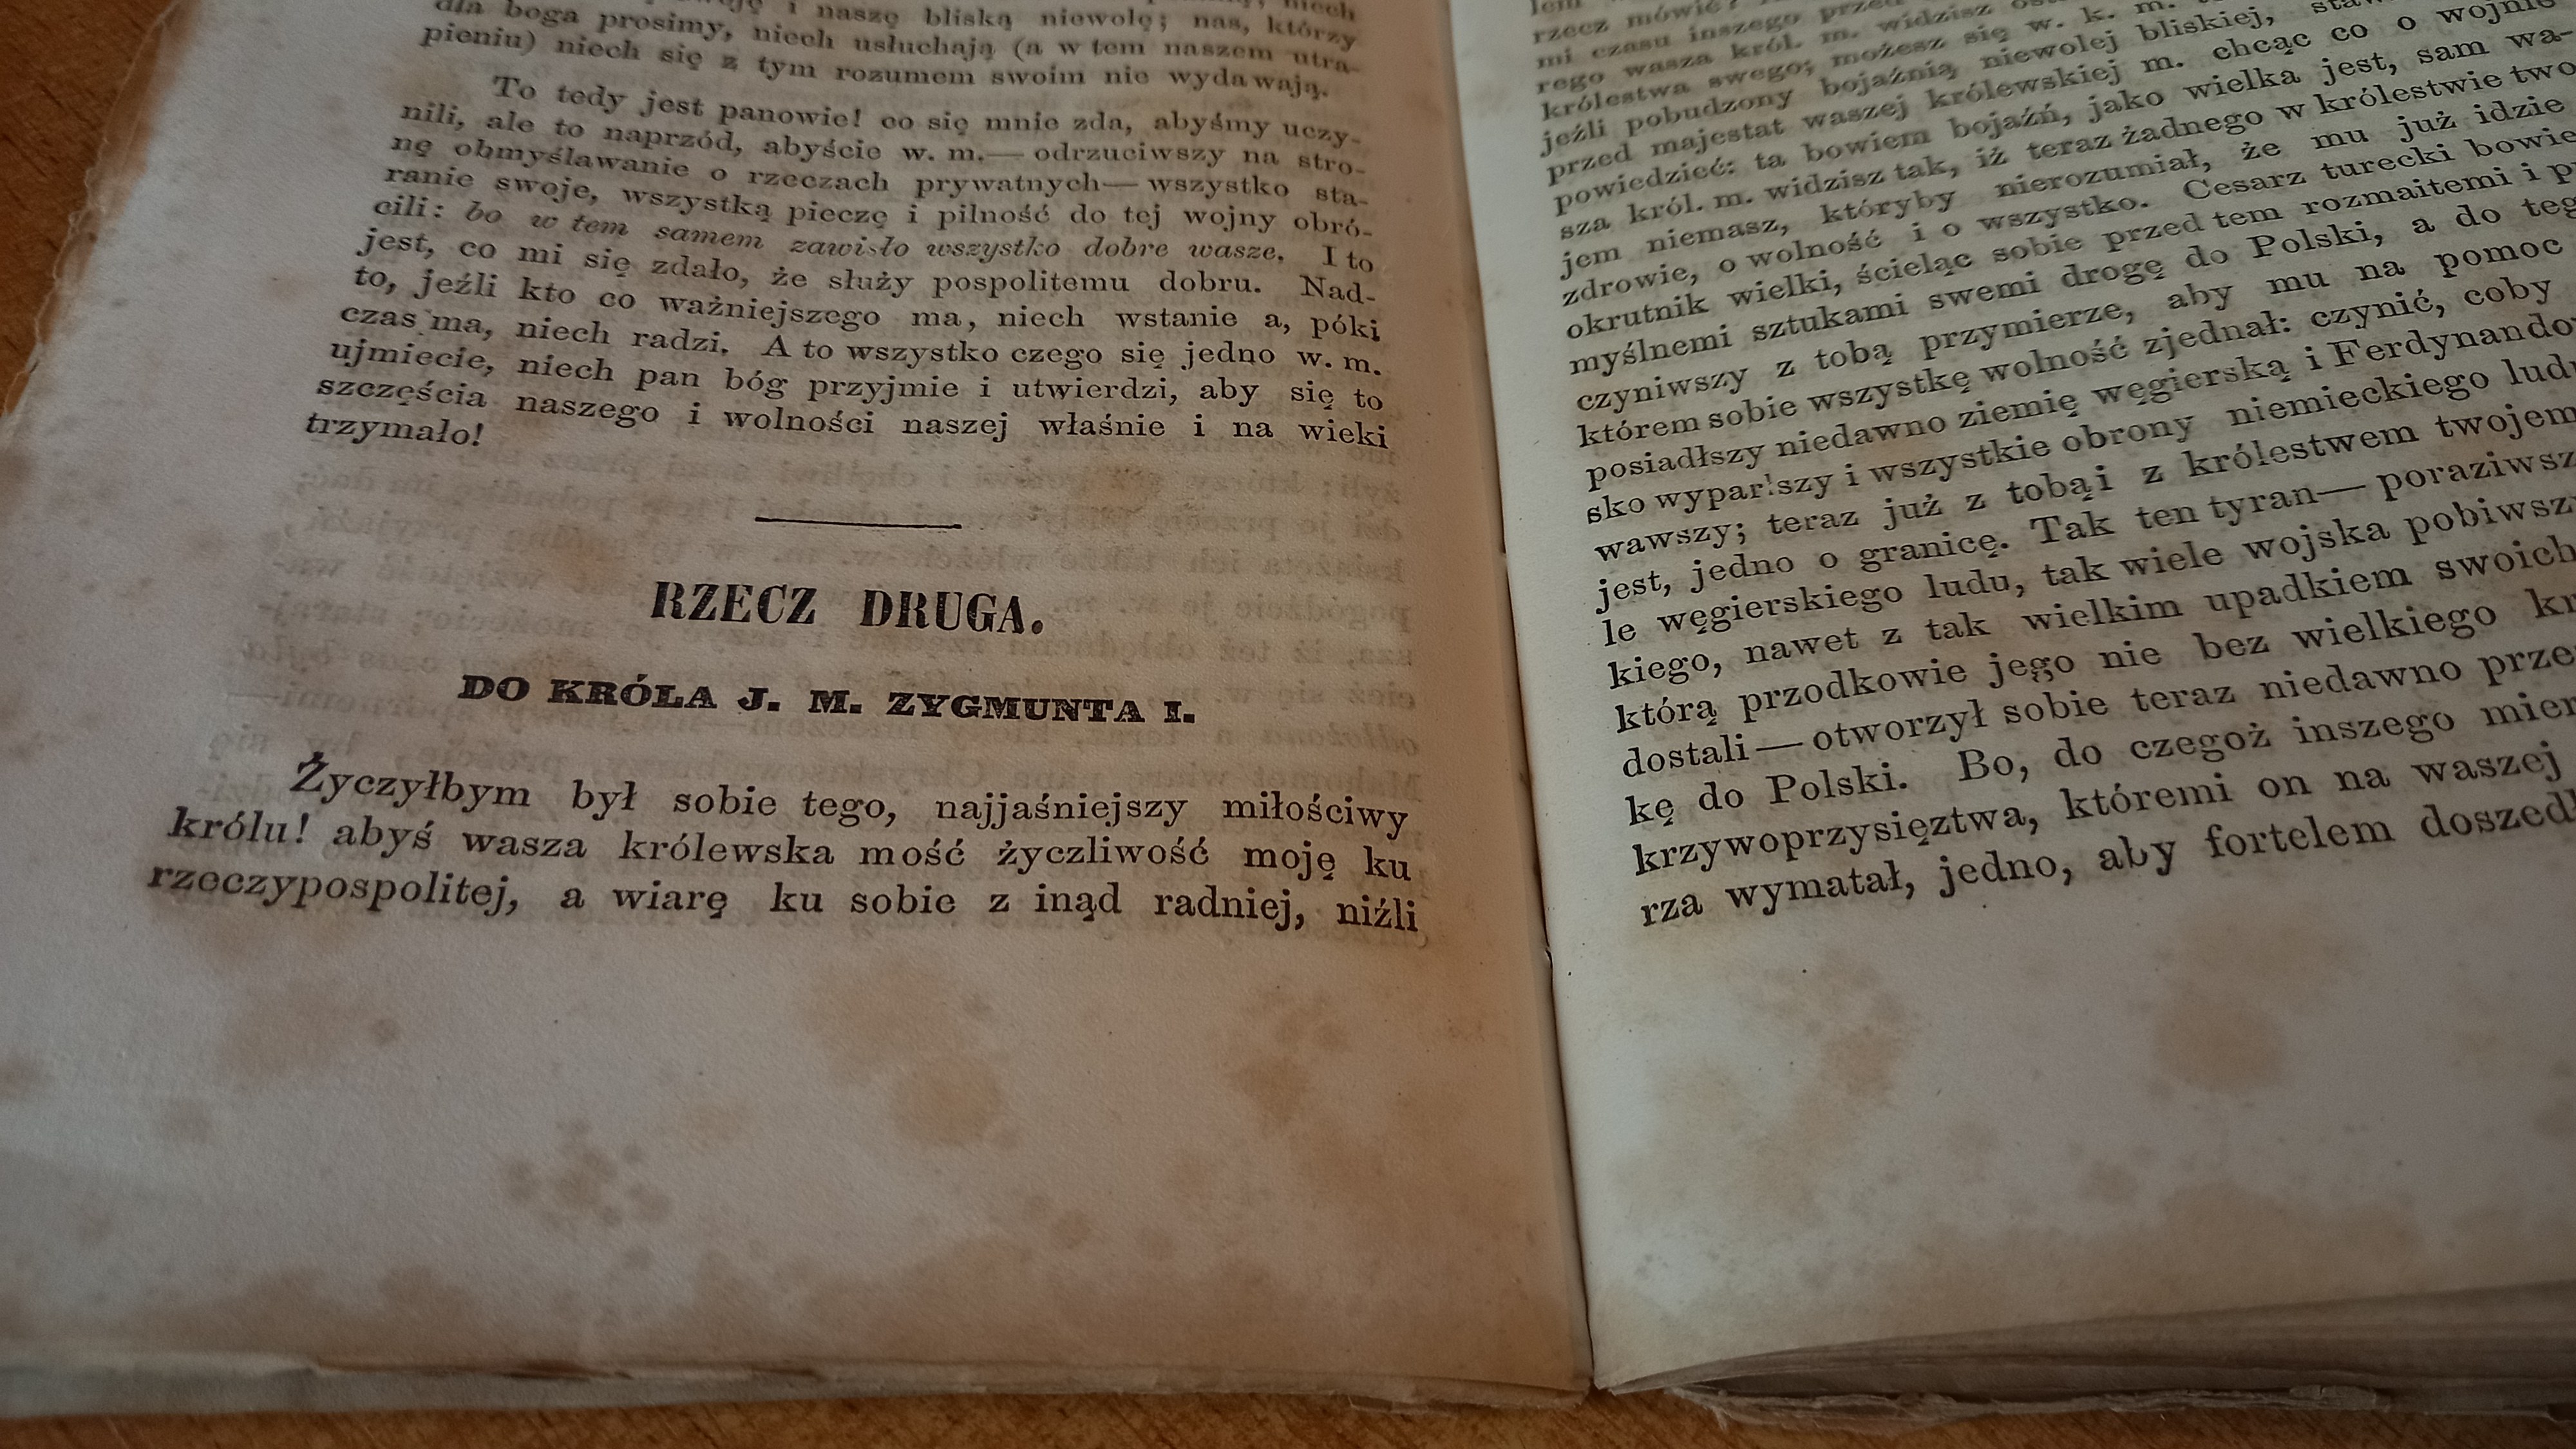 i naszę bliską niewolę; nas, którzy
dla boga prosimy, niech usłuchają (a w tem naszem utra-
pieniu) niech się z tym rozumem swoim nie wydawają.
To tedy jest panowie! co się mnie zda, abyśmy uczy-
nili, ale to naprzód, abyście w. m.— odrzuciwszy na stro-
nę obmyślawanie o rzeczach prywatnych— wszystko sta-
ranie swoje, wszystką pieczę i pilność do tej wojny obró-
cili: bo w tem samem zawisło wszystko dobre wasze. I to
jest, co mi się zdało, że służy pospolitemu dobru. Nad-
to, jeźli kto co ważniejszego ma, niech wstanie a, póki
czas ma, niech radzi. A to wszystko czego się jedno w. m.
ujmiecie, niech pan bóg przyjmie i utwierdzi, aby się to
szczęścia naszego i wolności naszej właśnie i na wieki
trzymało!
RZECZ DRUGA.
DO KRÓLA J. M. ZYGMUNTA I.
Życzyłbym był sobie tego, najjaśniejszy miłościwy
królu! abyś wasza królewska mość życzliwość moję ku
rzeczypospolitej, a wiarę ku sobie z inąd radniej, niźli
rzecz mówić
mi czasu inszego przed
rego wasza król. m. widzisz
królestwa swego; możesz się w. k. m.
jeźli pobudzony bojaźnią niewolej bliskiej,
przed majestat waszej królewskiej m. chcąc co o wojnie
powiedzieć: ta bowiem bojaźń, jako wielka jest, sam wa-
sza król. m. widzisz tak, iż teraz żadnego w królestwie two
jem niemasz, któryby nierozumiał, że mu już idzie
zdrowie, o wolność i o wszystko. Cesarz turecki bowie
okrutnik wielki, ścieląc sobie przed tem rozmaitemi i p
myślnemi sztukami swemi drogę do Polski, a do teg
czyniwszy z tobą przymierze, aby mu na pomoc
którem sobie wszystkę wolność zjednał: czynić, coby
posiadłszy niedawno ziemię węgierską i Ferdynando
sko wyparłszy i wszystkie obrony niemieckiego lud
wawszy; teraz już z tobą i z królestwem twojem
jest, jedno o granicę. Tak ten tyran— poraziwsz
le węgierskiego ludu, tak wiele wojska pobiwsz
kiego, nawet z tak wielkim upadkiem swoich
którą przodkowie jego nie bez wielkiego kr
dostali— otworzył sobie teraz niedawno prze
kę do Polski. Bo, do czegoż inszego mier
krzywoprzysięztwa, któremi on na waszej
rza wymatał, jedno, aby fortelem doszedł